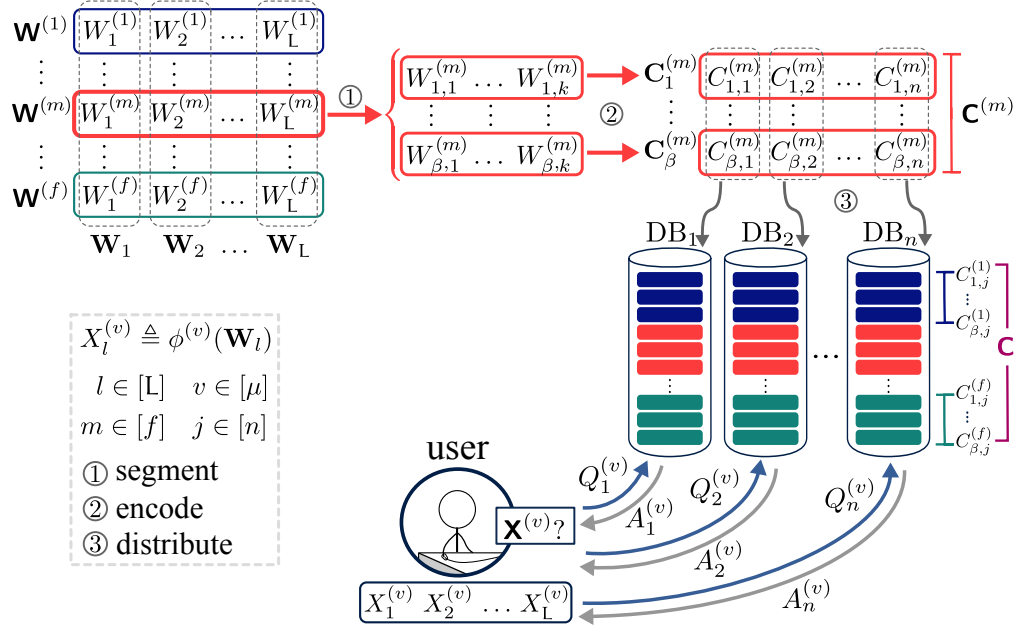 W^{(1)} W_1^{(1)} W_2^{(1)} … W_L^{(1)}
⋮ ⋮ ⋮ ⋮
W^{(m)} W_1^{(m)} W_2^{(m)} … W_L^{(m)}
⋮ ⋮ ⋮ ⋮
W^{(f)} W_1^{(f)} W_2^{(f)} … W_L^{(f)}
W_1 W_2 … W_L
①
W_{1,1}^{(m)} … W_{1,k}^{(m)}
⋮ ⋮ ⋮
W_{β,1}^{(m)} … W_{β,k}^{(m)}
②
C_1^{(m)} C_{1,1}^{(m)} C_{1,2}^{(m)} … C_{1,n}^{(m)}
⋮ ⋮ ⋮ ⋮
C_β^{(m)} C_{β,1}^{(m)} C_{β,2}^{(m)} … C_{β,n}^{(m)}
C^{(m)}
③
DB_1 DB_2 DB_n
…
⋮ ⋮ ⋮
C_{1,j}^{(1)}
⋮
C_{β,j}^{(1)}
C
C_{1,j}^{(f)}
⋮
C_{β,j}^{(f)}
X_l^{(v)} ≜ ϕ^{(v)}(W_l)
l ∈ [L] v ∈ [μ]
m ∈ [f] j ∈ [n]
① segment
② encode
③ distribute
user
X^{(v)}?
X_1^{(v)} X_2^{(v)} … X_L^{(v)}
Q_1^{(v)}
A_1^{(v)}
Q_2^{(v)}
A_2^{(v)}
Q_n^{(v)}
A_n^{(v)}